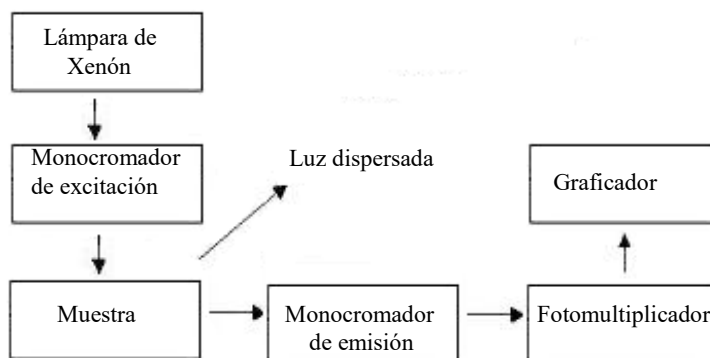 Lámpara de
Xenón
Monocromador
de excitación
Luz dispersada
Graficador
Muestra
Monocromador
de emisión
Fotomultiplicador